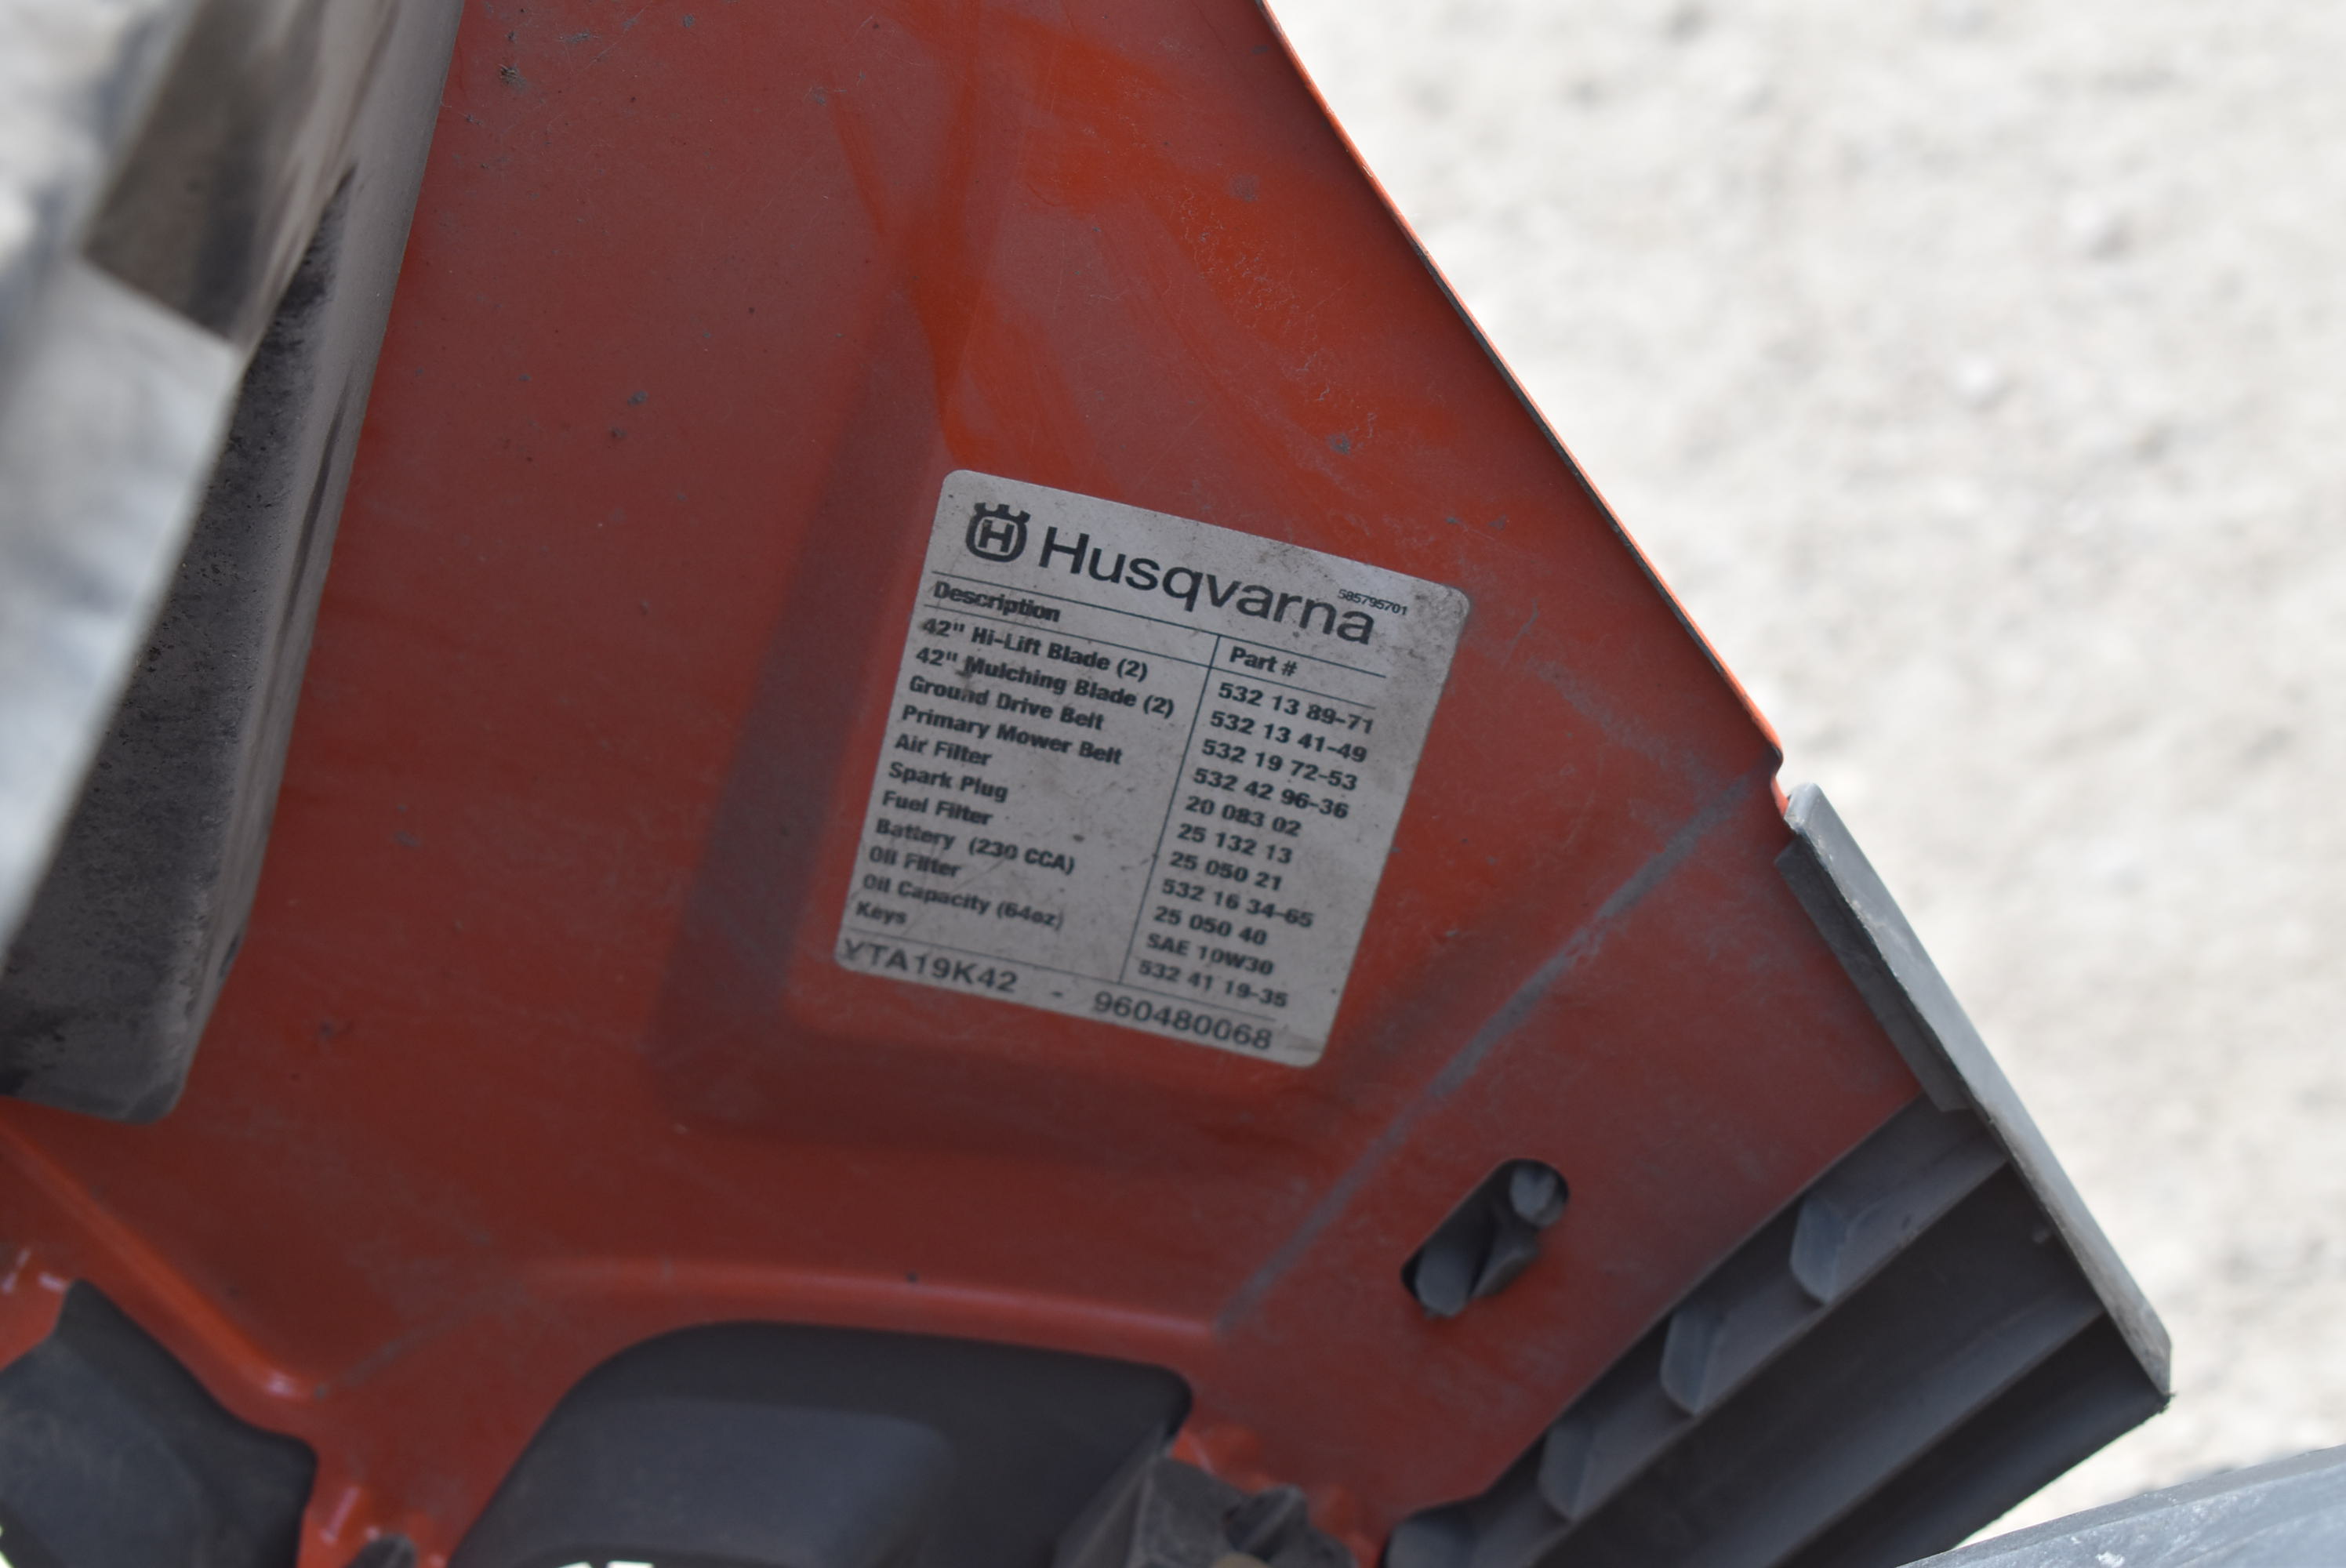 Husqvarna
585795701
Description Part #
42" Hi-Lift Blade (2) 532 13 89-71
42" Mulching Blade (2) 532 13 41-49
Ground Drive Belt 532 19 72-53
Primary Mower Belt 532 42 96-36
Air Filter 20 083 02
Spark Plug 25 132 13
Fuel Filter 25 050 21
Battery (230 CCA) 532 16 34-65
Oil Filter 25 050 40
Oil Capacity (64oz) SAE 10W30
Keys 532 41 19-35
YTA19K42 - 960480068